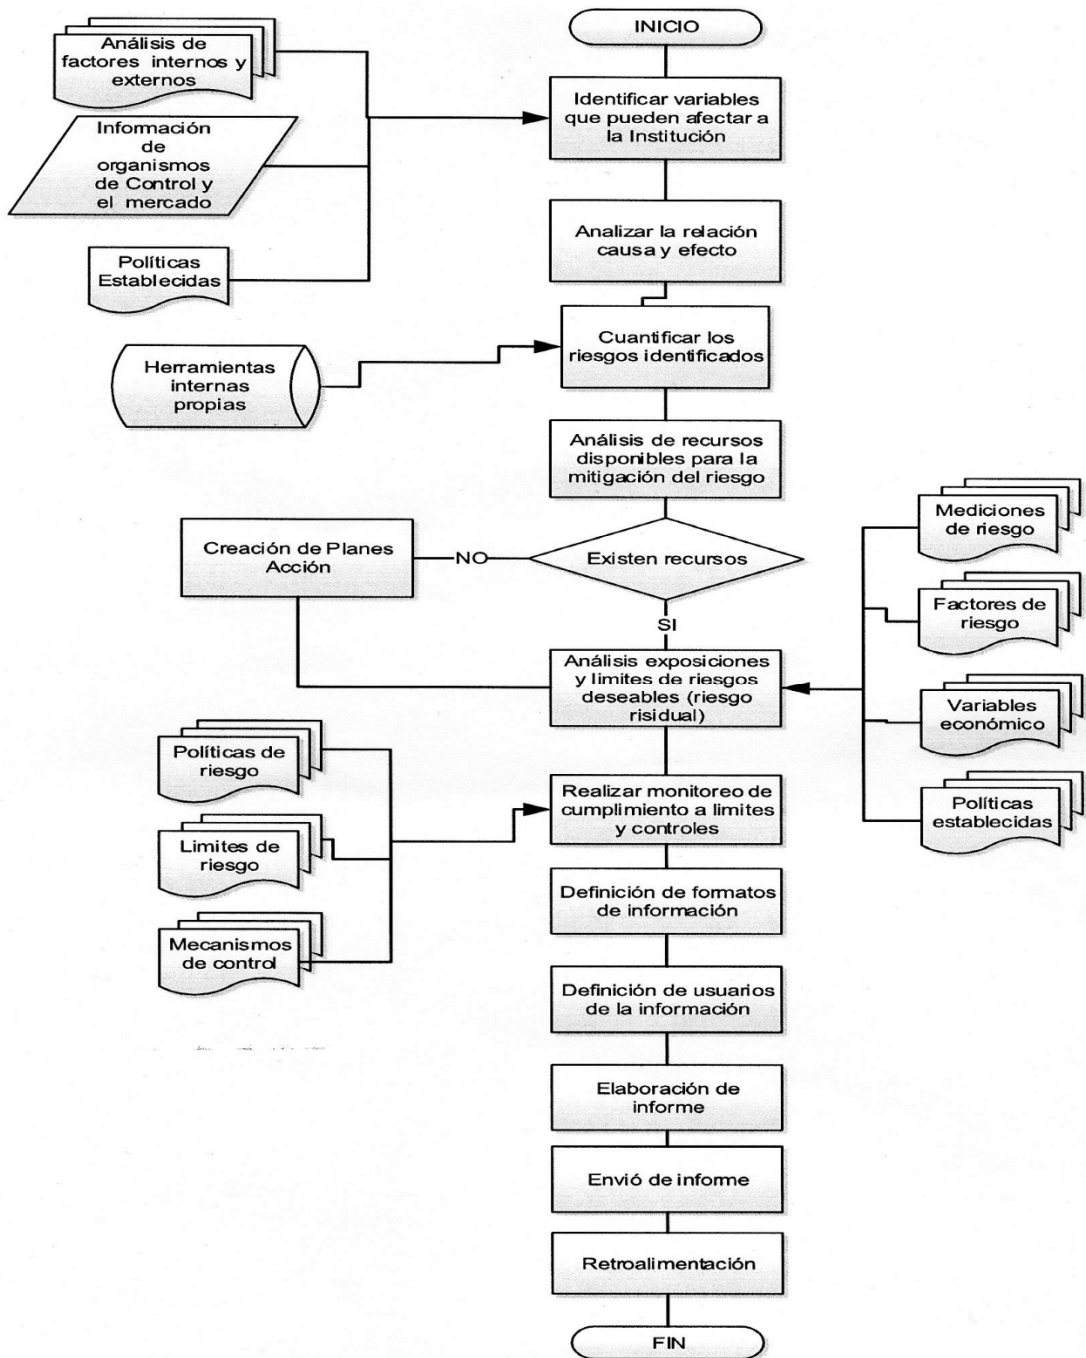 INICIO
Análisis de
factores internos y
externos
Identificar variables
que pueden afectar a
la Institución
Información
de
organismos
de Control y
el mercado
Analizar la relación
causa y efecto
Políticas
Establecidas
Cuantificar los
riesgos identificados
Herramientas
internas
propias
Análisis de recursos
disponibles para la
mitigación del riesgo
Existen recursos
NO
Creación de Planes
Acción
SI
Mediciones
de riesgo
Factores de
riesgo
Variables
económico
Políticas
establecidas
Análisis exposiciones
y limites de riesgos
deseables (riesgo
risidual)
Políticas de
riesgo
Limites de
riesgo
Mecanismos
de control
Realizar monitoreo de
cumplimiento a limites
y controles
Definición de formatos
de información
Definición de usuarios
de la información
Elaboración de
informe
Envió de informe
Retroalimentación
FIN